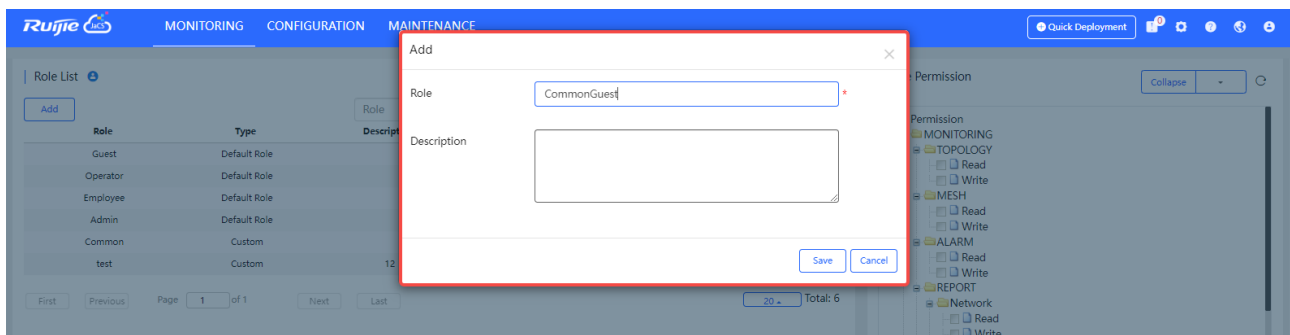 Ruijie JaCS MONITORING CONFIGURATION MAINTENANCE Quick Deployment 0
Add
Role List
Permission
Collapse
Role CommonGuest *
Add
Role
Role Type Descript
Description
Guest Default Role
Operator Default Role
Employee Default Role
Admin Default Role
Common Custom
test Custom 12
Save Cancel
First Previous Page 1 of 1 Next Last 20 Total: 6
Permission
MONITORING
TOPOLOGY
Read
Write
MESH
Read
Write
ALARM
Read
Write
REPORT
Network
Read
Write